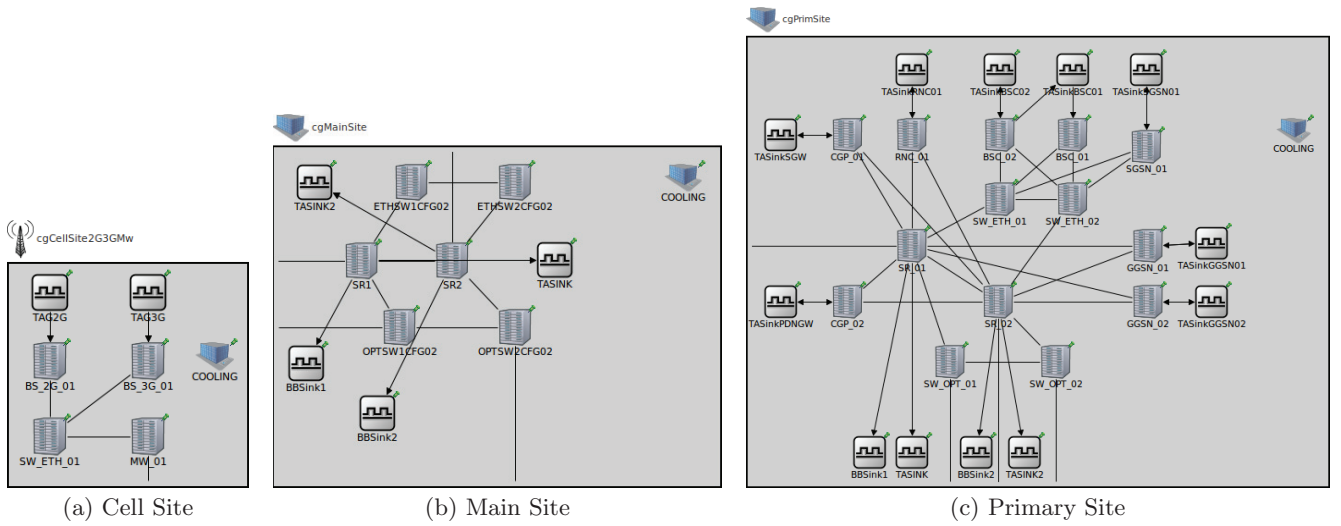 cgCellSite2G3GMw
TAG2G
TAG3G
COOLING
BS_2G_01
BS_3G_01
SW_ETH_01
MW_01
(a) Cell Site
cgMainSite
TASINK2
ETHSW1CFG02
ETHSW2CFG02
COOLING
SR1
SR2
TASINK
OPTSW1CFG02
OPTSW2CFG02
BBSink1
BBSink2
(b) Main Site
cgPrimSite
TASinkRNC01
TASinkBSC02
TASinkBSC01
TASinkSGSN01
TASinkSGW
CGP_01
RNC_01
BSC_02
BSC_01
SGSN_01
COOLING
SW_ETH_01
SW_ETH_02
SR_01
GGSN_01
TASinkGGSN01
TASinkPDNGW
CGP_02
SR_02
GGSN_02
TASinkGGSN02
SW_OPT_01
SW_OPT_02
BBSink1
TASINK
BBSink2
TASINK2
(c) Primary Site